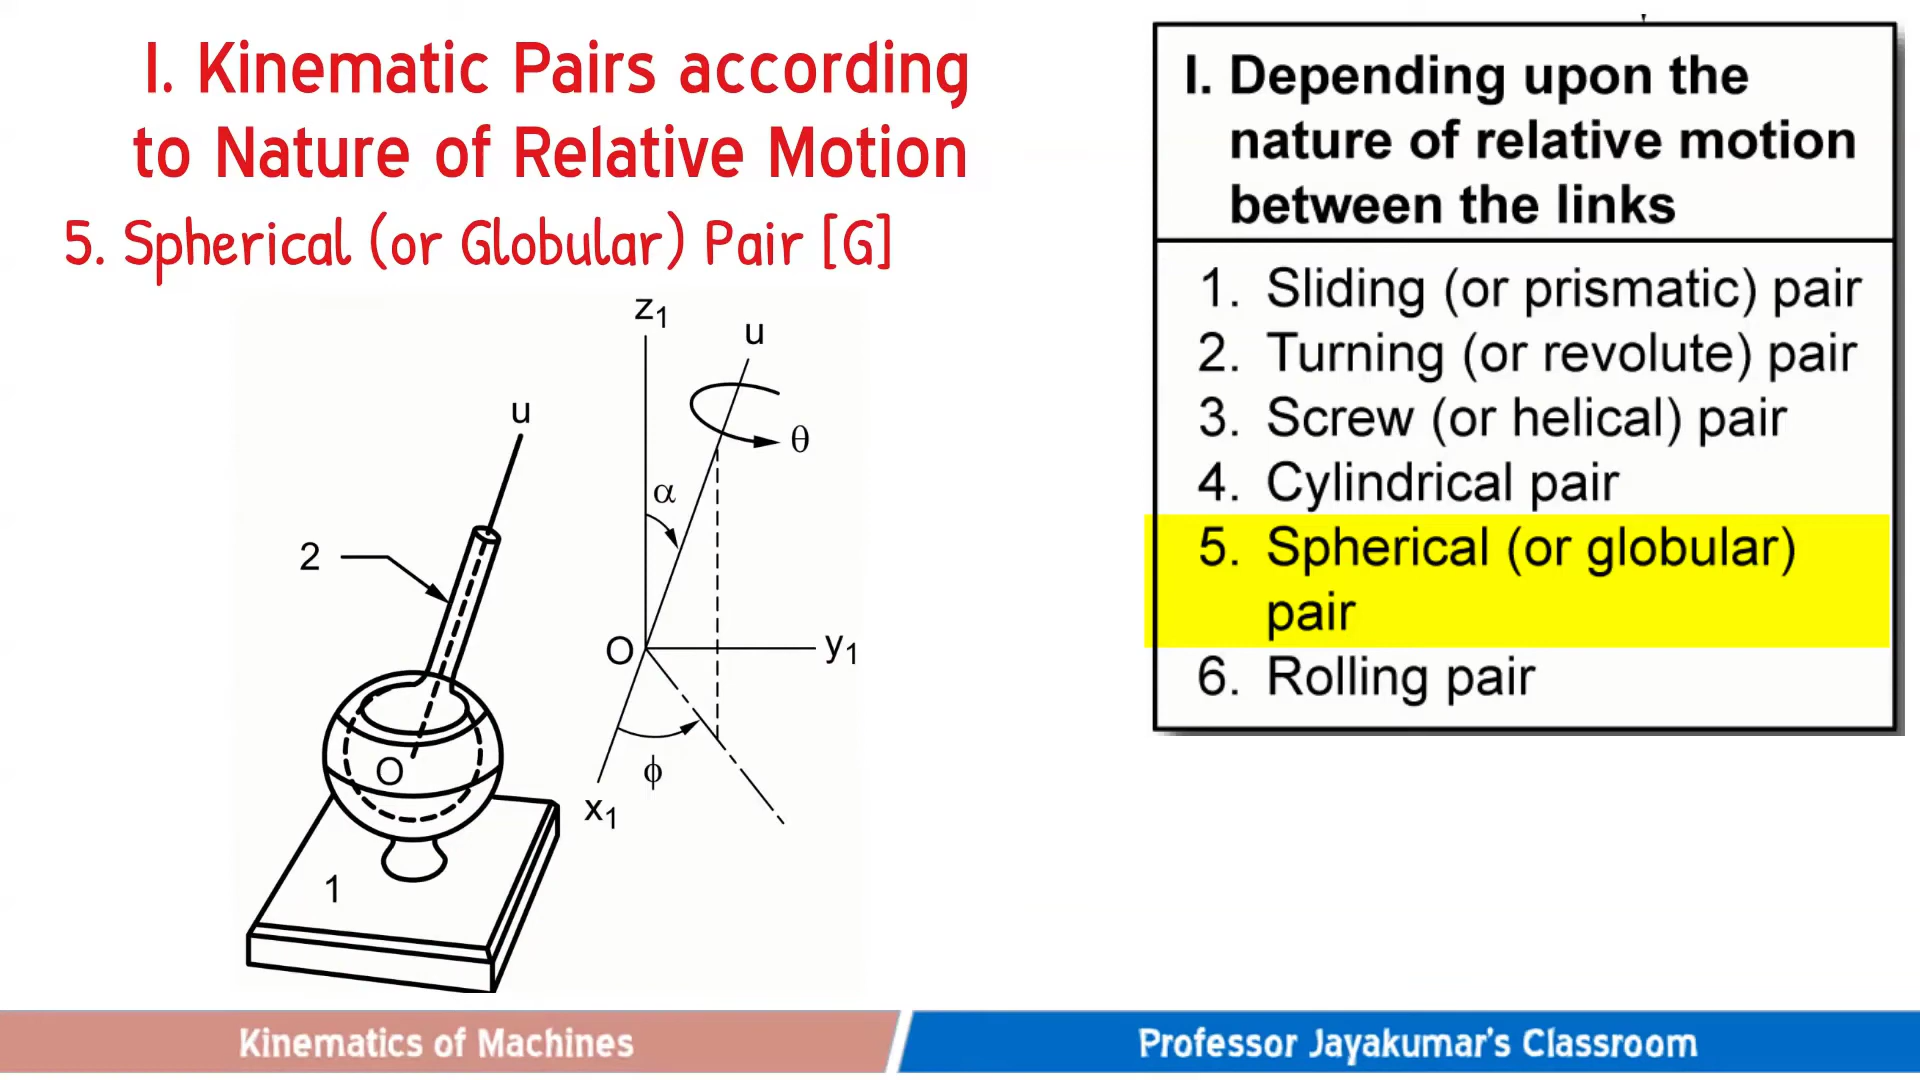 I. Kinematic Pairs according
to Nature of Relative Motion
5. Spherical (or Globular) Pair [G]
z1
u
θ
α
O
y1
ϕ
x1
u
2
O
1
I. Depending upon the
nature of relative motion
between the links
1. Sliding (or prismatic) pair
2. Turning (or revolute) pair
3. Screw (or helical) pair
4. Cylindrical pair
5. Spherical (or globular)
pair
6. Rolling pair
Kinematics of Machines
Professor Jayakumar's Classroom